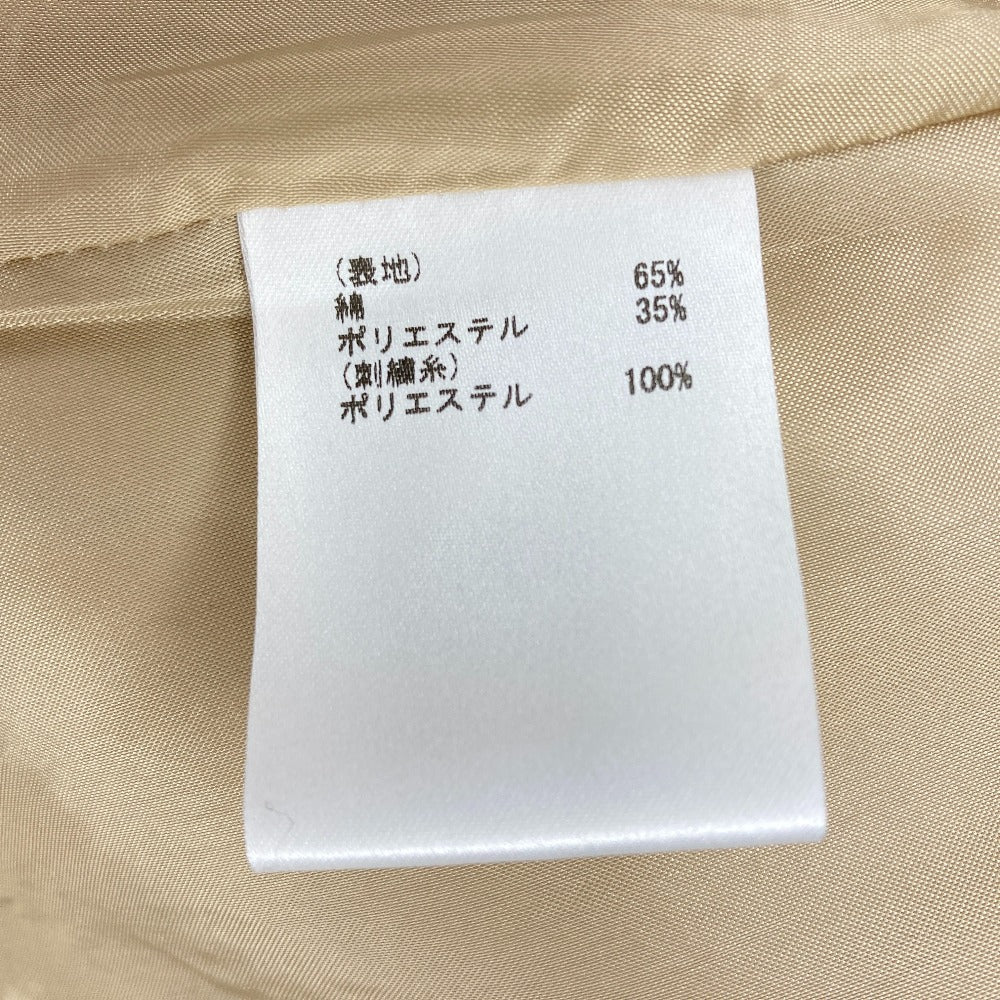 (表地)
綿 65%
ポリエステル 35%
(刺繍糸)
ポリエステル 100%